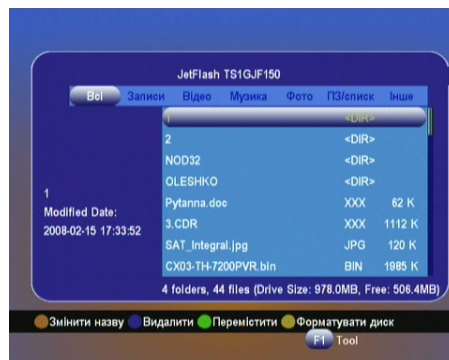 JetFlash TS1GJF150
Всі Записи Відео Музика Фото ПЗ/список Інше
1 <DIR>
2 <DIR>
NOD32 <DIR>
OLESHKO <DIR>
Pytanna.doc XXX 62 K
3.CDR XXX 1112 K
SAT_Integral.jpg JPG 120 K
CX03-TH-7200PVR.bin BIN 1985 K
1
Modified Date:
2008-02-15 17:33:52
4 folders, 44 files (Drive Size: 978.0MB, Free: 506.4MB)
Змінити назву Видалити Перемістити Форматувати диск
F1 Tool